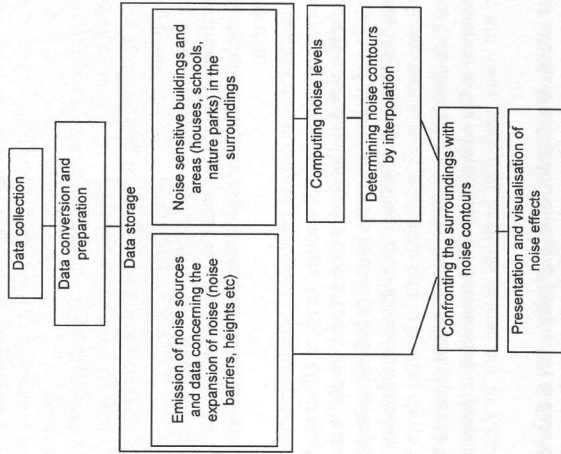 Data collection
Data conversion and
preparation
Data storage
Emission of noise sources
and data concerning the
expansion of noise (noise
barriers, heights etc)
Noise sensitive buildings and
areas (houses, schools,
nature parks) in the
surroundings
Computing noise levels
Determining noise contours
by interpolation
Confronting the surroundings with
noise contours
Presentation and visualisation of
noise effects